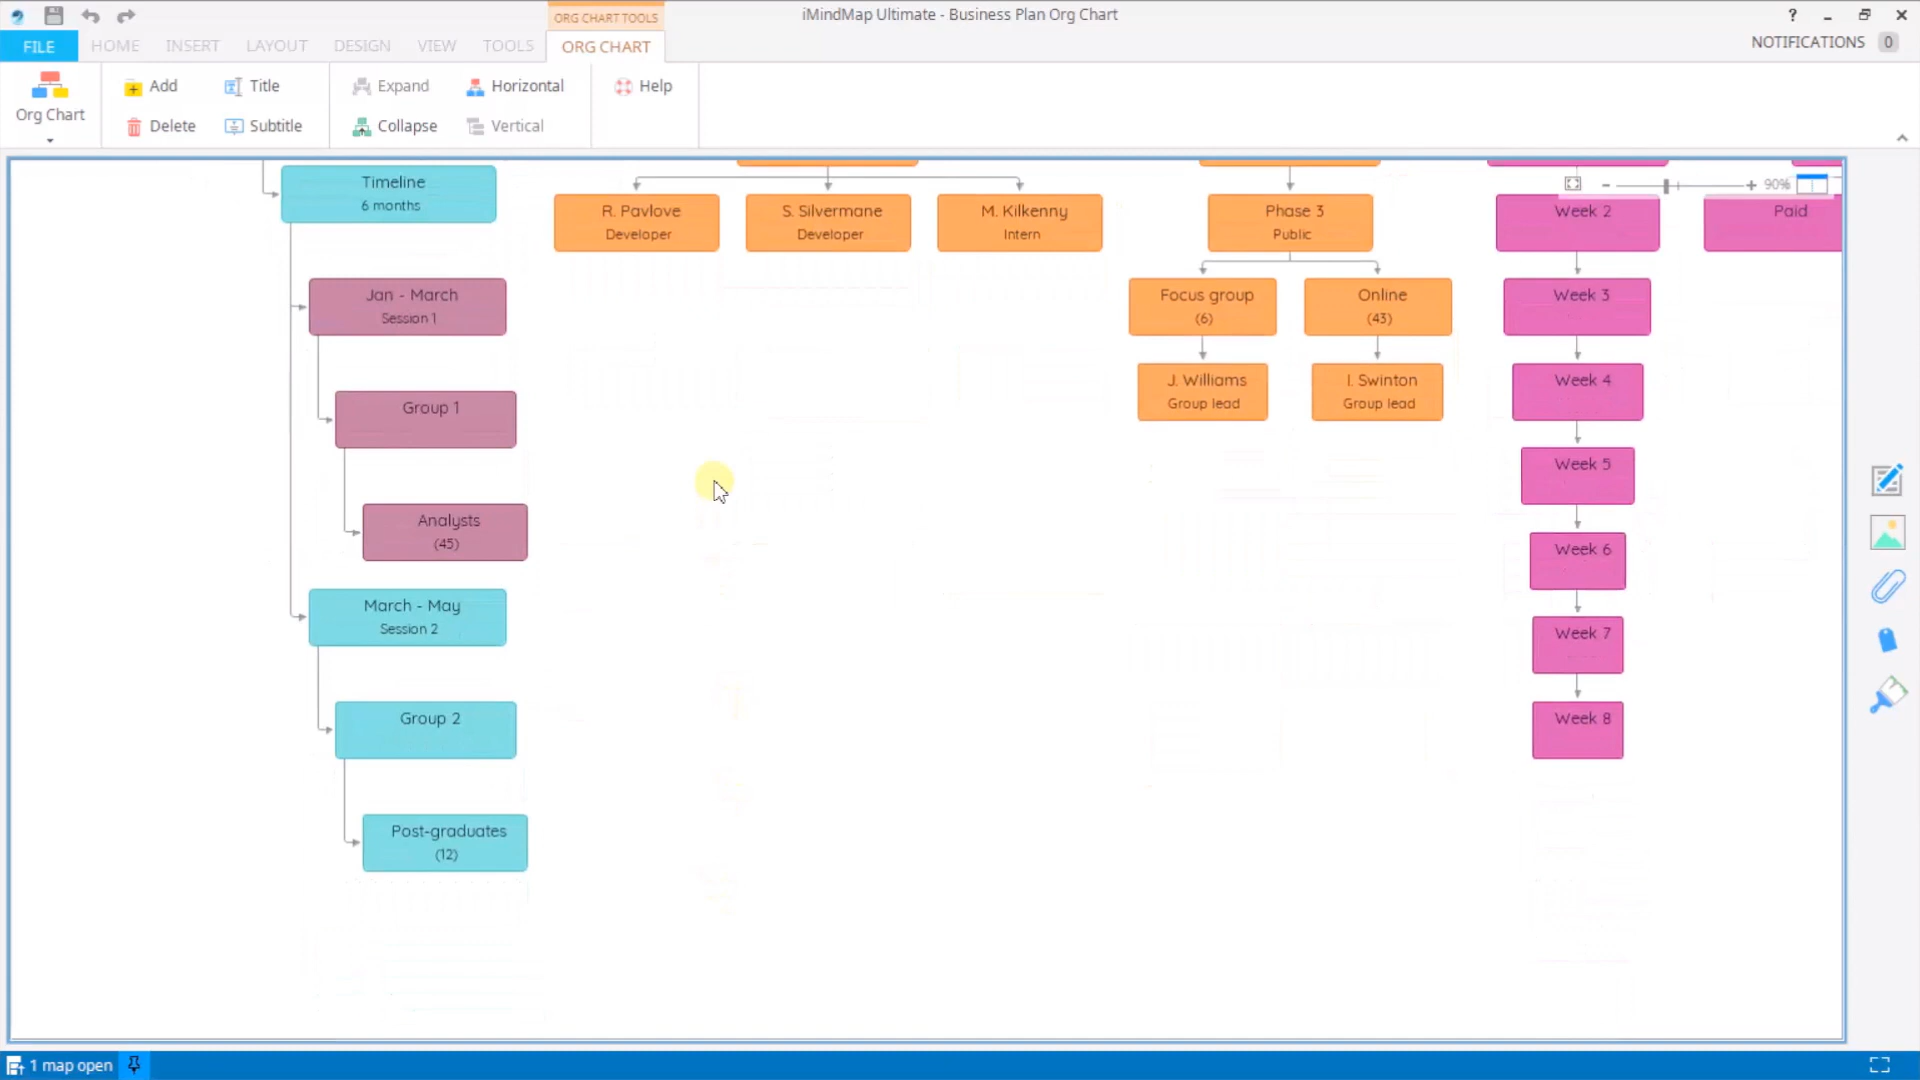 ORG CHART TOOLS
iMindMap Ultimate - Business Plan Org Chart
?
FILE
HOME
INSERT
LAYOUT
DESIGN
VIEW
TOOLS
ORG CHART
NOTIFICATIONS 0
Org Chart
Add
Delete
Title
Subtitle
Expand
Collapse
Horizontal
Vertical
Help
90%
Timeline
6 months
Jan - March
Session 1
Group 1
Analysts
(45)
March - May
Session 2
Group 2
Post-graduates
(12)
R. Pavlove
Developer
S. Silvermane
Developer
M. Kilkenny
Intern
Phase 3
Public
Focus group
(6)
Online
(43)
J. Williams
Group lead
I. Swinton
Group lead
Week 2
Week 3
Week 4
Week 5
Week 6
Week 7
Week 8
Paid
1 map open